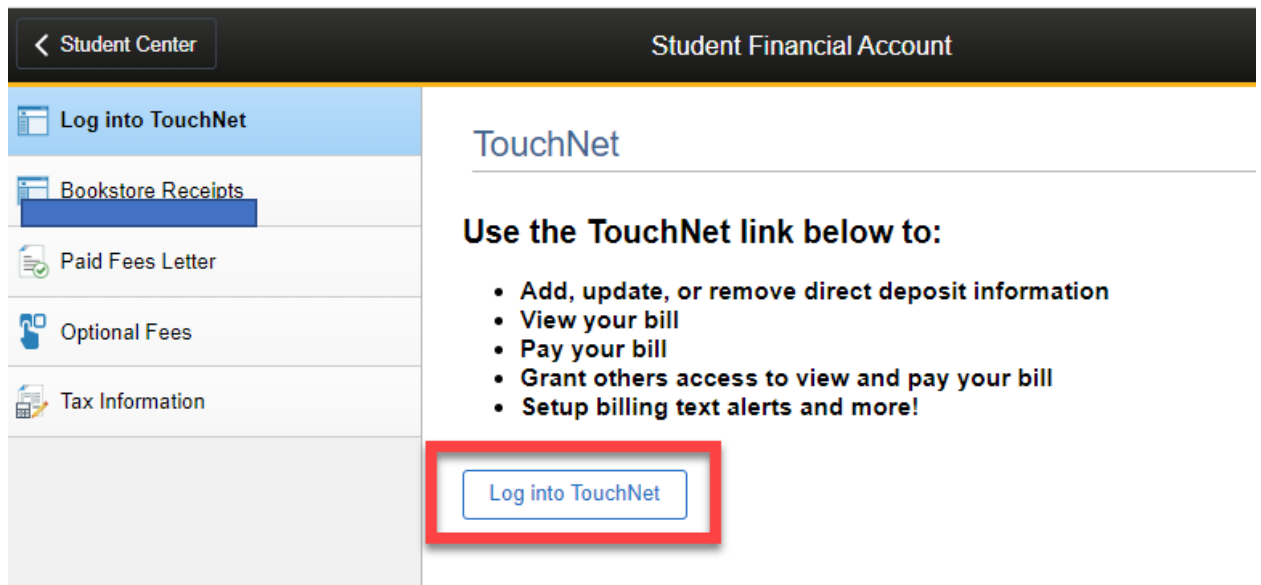 Student Center
Student Financial Account
Log into TouchNet
Bookstore Receipts
Paid Fees Letter
Optional Fees
Tax Information
TouchNet
Use the TouchNet link below to:
• Add, update, or remove direct deposit information
• View your bill
• Pay your bill
• Grant others access to view and pay your bill
• Setup billing text alerts and more!
Log into TouchNet